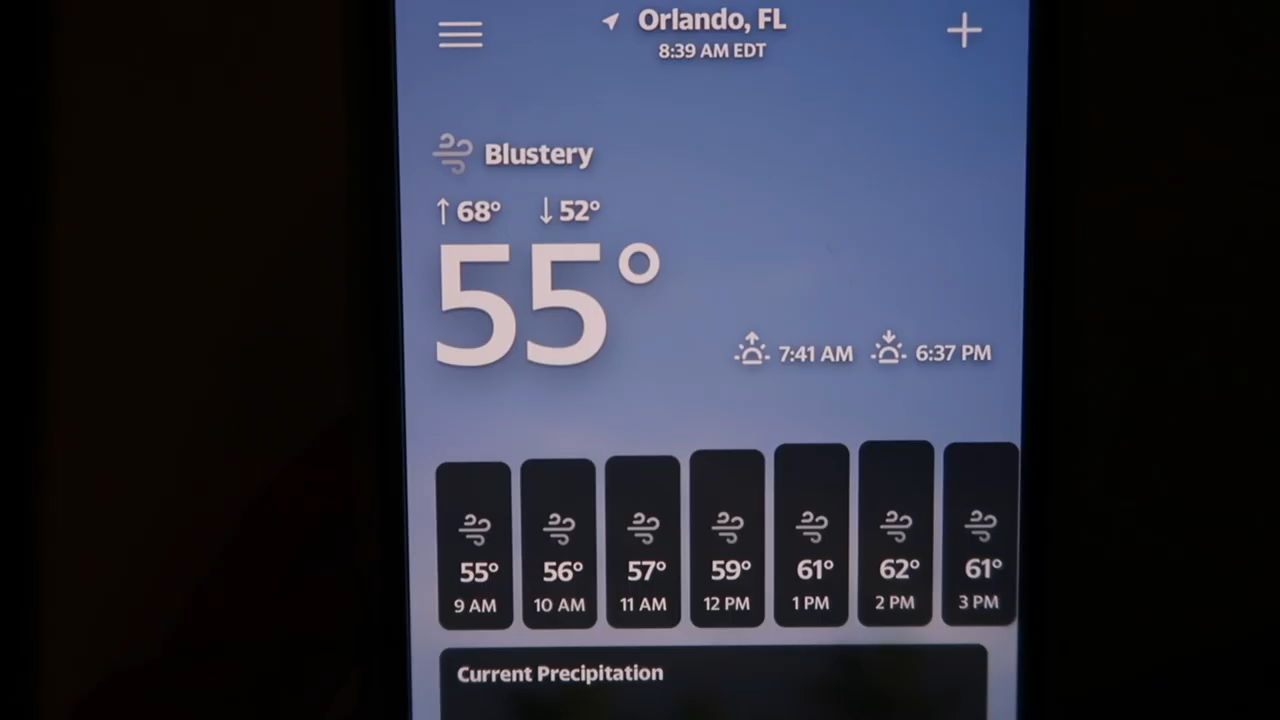 Orlando, FL
8:39 AM EDT
Blustery
↑68° ↓52°
55°
7:41 AM 6:37 PM
55° 56° 57° 59° 61° 62° 61°
9 AM 10 AM 11 AM 12 PM 1 PM 2 PM 3 PM
Current Precipitation